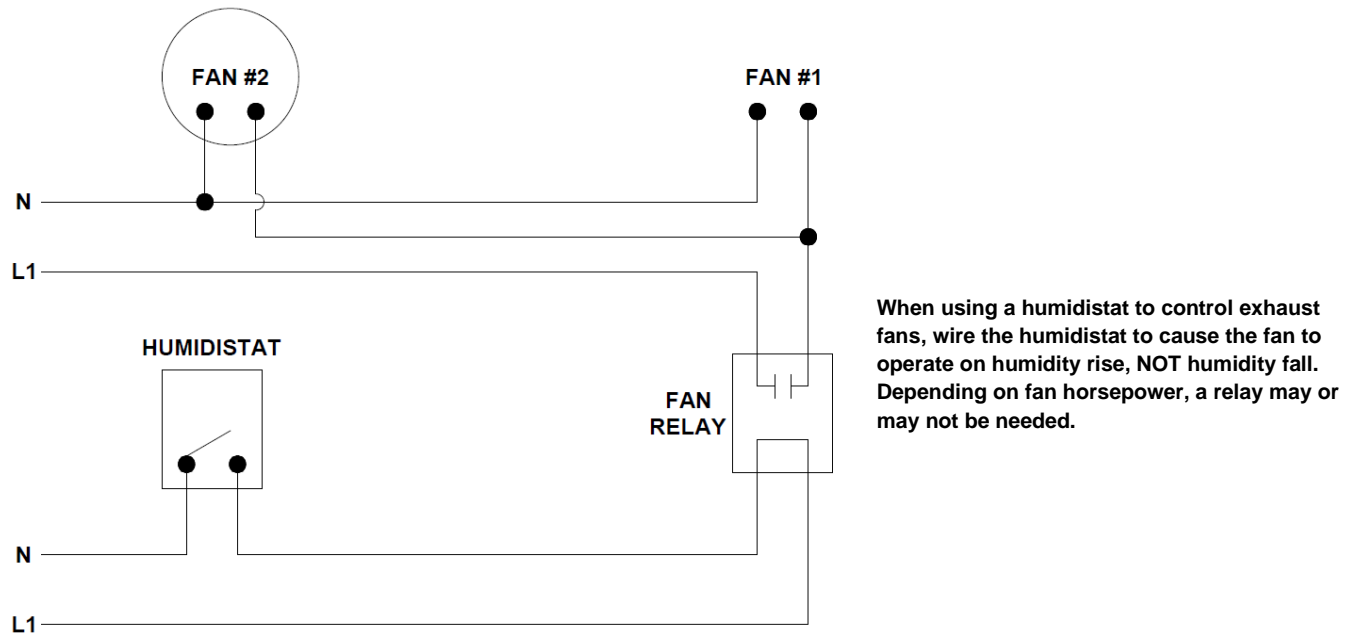 FAN #2
FAN #1
N
L1
HUMIDISTAT
FAN
RELAY
When using a humidistat to control exhaust
fans, wire the humidistat to cause the fan to
operate on humidity rise, NOT humidity fall.
Depending on fan horsepower, a relay may or
may not be needed.
N
L1